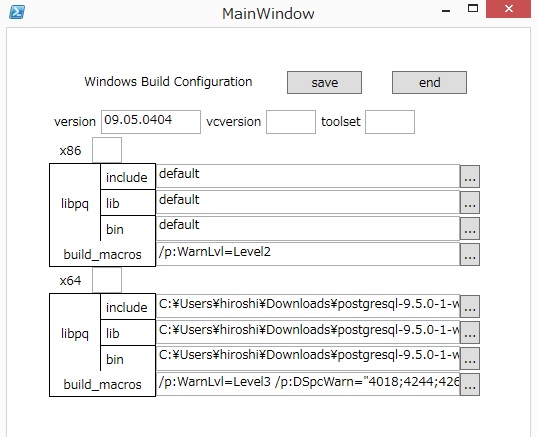 MainWindow
Windows Build Configuration save end
version 09.05.0404 vcversion toolset
x86
include default ...
libpq lib default ...
bin default ...
build_macros /p:WarnLvl=Level2 ...
x64
include C:¥Users¥hiroshi¥Downloads¥postgresql-9.5.0-1-w ...
libpq lib C:¥Users¥hiroshi¥Downloads¥postgresql-9.5.0-1-w ...
bin C:¥Users¥hiroshi¥Downloads¥postgresql-9.5.0-1-w ...
build_macros /p:WarnLvl=Level3 /p:DSpcWarn="4018;4244;426 ...